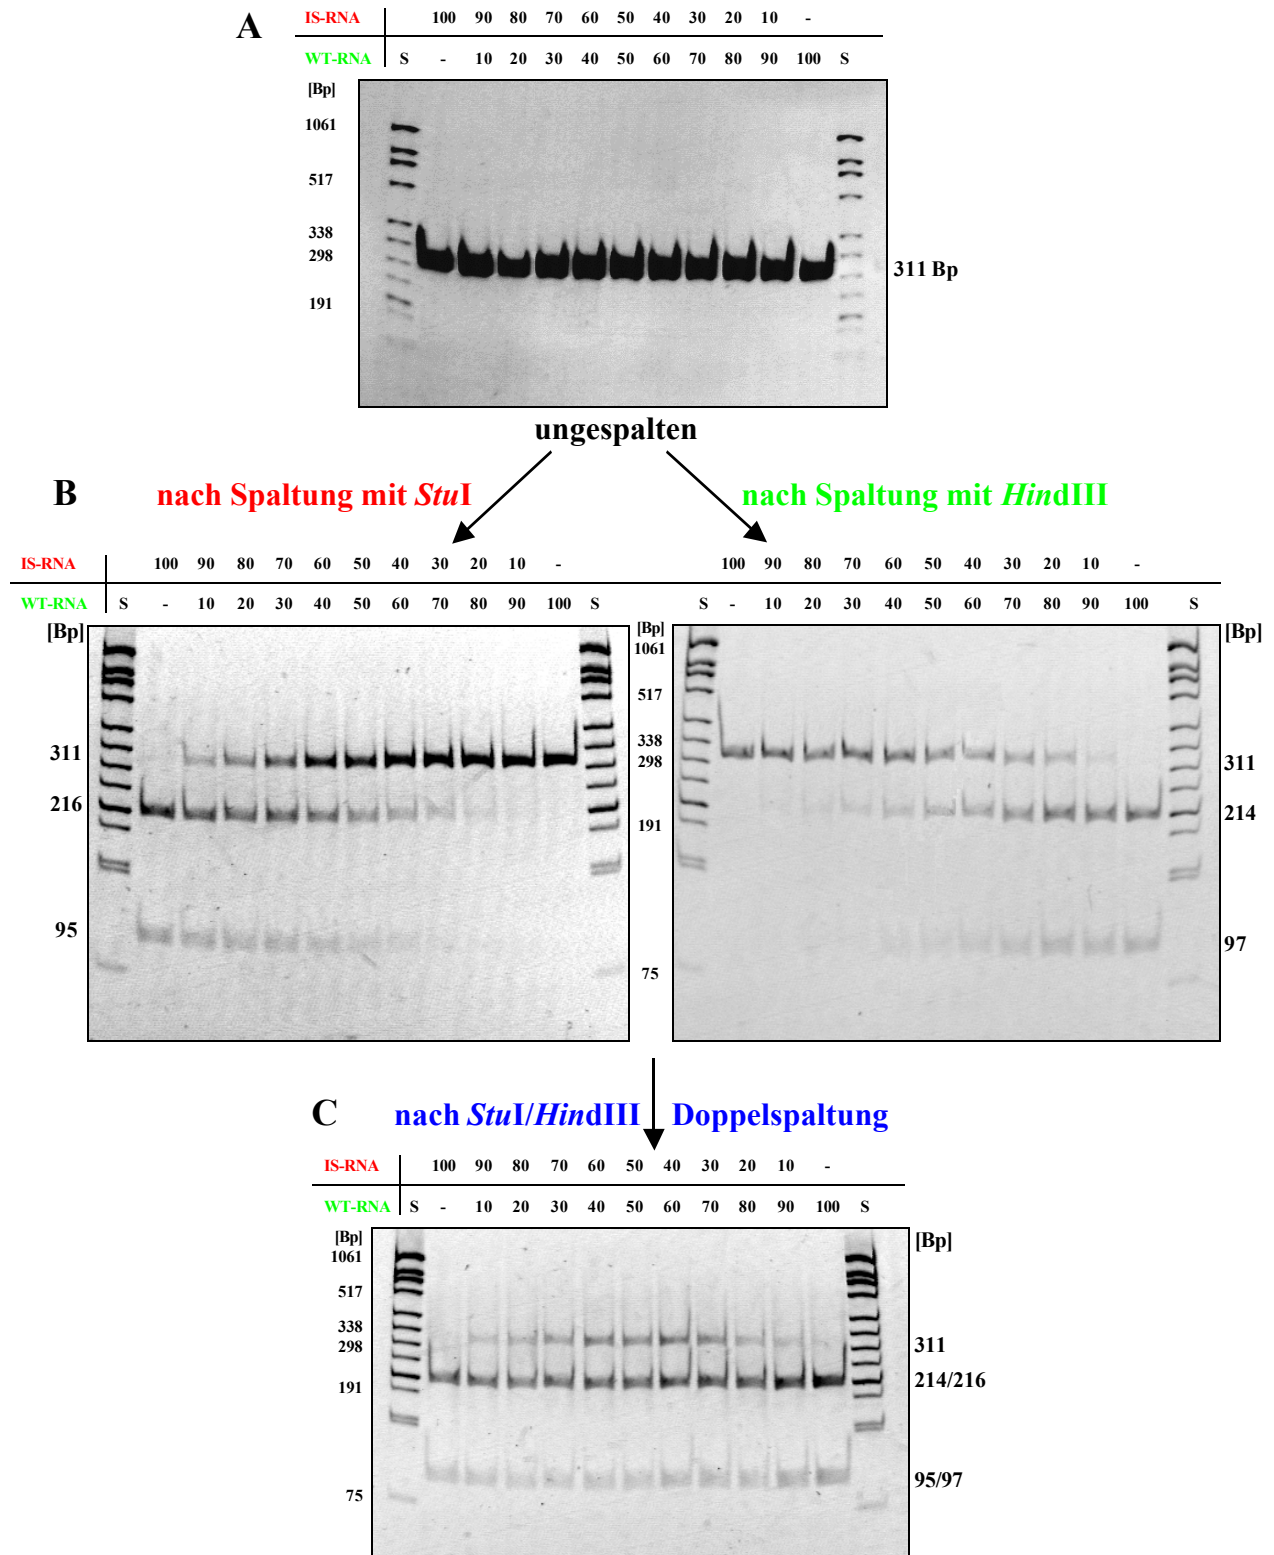 A
IS-RNA 100 90 80 70 60 50 40 30 20 10 -
WT-RNA S - 10 20 30 40 50 60 70 80 90 100 S
[Bp]
1061
517
338
298
191
311 Bp
ungespalten
B
nach Spaltung mit StuI
nach Spaltung mit HindIII
IS-RNA 100 90 80 70 60 50 40 30 20 10 - 100 90 80 70 60 50 40 30 20 10 -
WT-RNA S - 10 20 30 40 50 60 70 80 90 100 S S - 10 20 30 40 50 60 70 80 90 100 S
[Bp]
311
216
95
[Bp]
1061
517
338
298
191
75
[Bp]
311
214
97
C
nach StuI/HindIII Doppelspaltung
IS-RNA 100 90 80 70 60 50 40 30 20 10 -
WT-RNA S - 10 20 30 40 50 60 70 80 90 100 S
[Bp]
1061
517
338
298
191
75
[Bp]
311
214/216
95/97